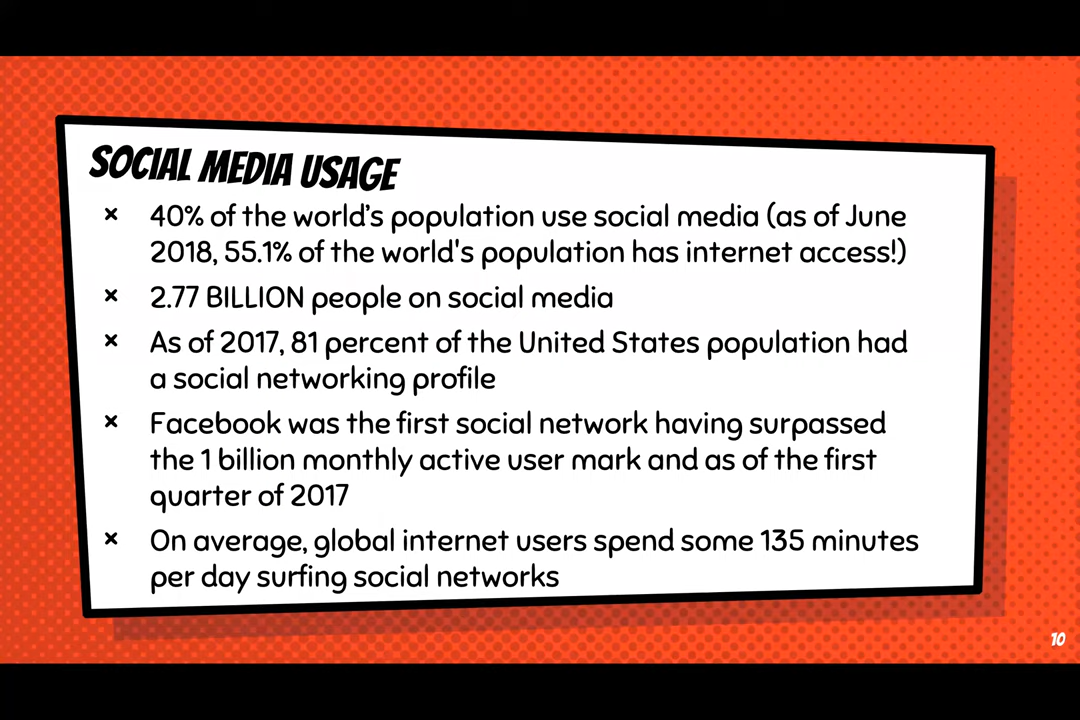 SOCIAL MEDIA USAGE
× 40% of the world’s population use social media (as of June
2018, 55.1% of the world's population has internet access!)
× 2.77 BILLION people on social media
× As of 2017, 81 percent of the United States population had
a social networking profile
× Facebook was the first social network having surpassed
the 1 billion monthly active user mark and as of the first
quarter of 2017
× On average, global internet users spend some 135 minutes
per day surfing social networks
10